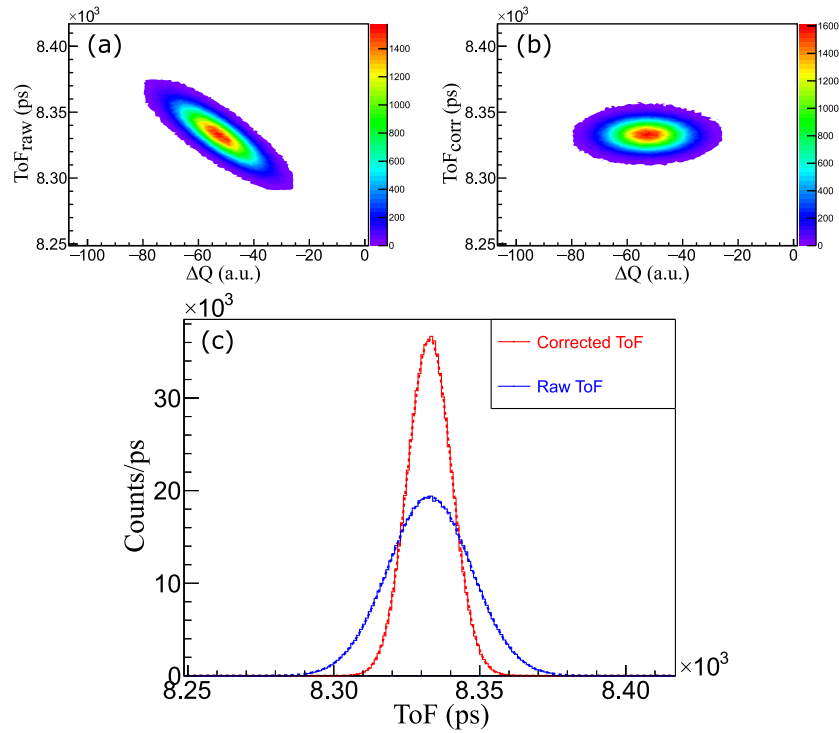 ×10³
(a)
8.40
8.35
8.30
8.25
ToF_raw (ps)
−100 −80 −60 −40 −20 0
ΔQ (a.u.)
1400
1200
1000
800
600
400
200
0
×10³
(b)
8.40
8.35
8.30
8.25
ToF_corr (ps)
−100 −80 −60 −40 −20 0
ΔQ (a.u.)
1600
1400
1200
1000
800
600
400
200
0
×10³
(c)
Corrected ToF
Raw ToF
30
20
10
0
Counts/ps
8.25 8.30 8.35 8.40
×10³
ToF (ps)